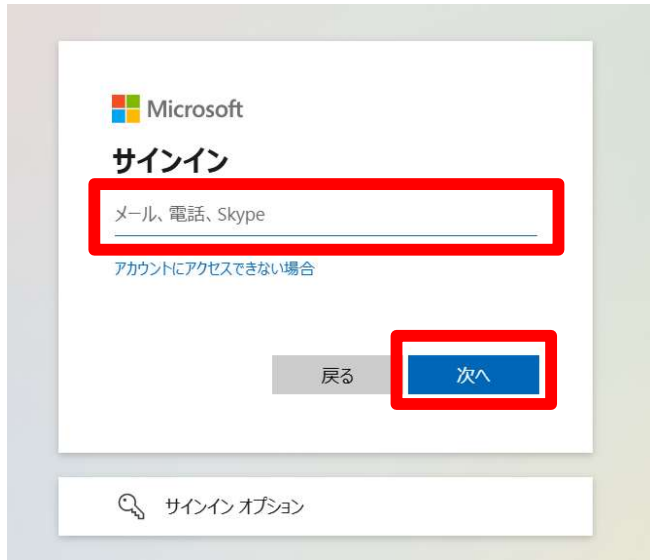 Microsoft
サインイン
メール、電話、Skype
アカウントにアクセスできない場合
戻る
次へ
サインイン オプション